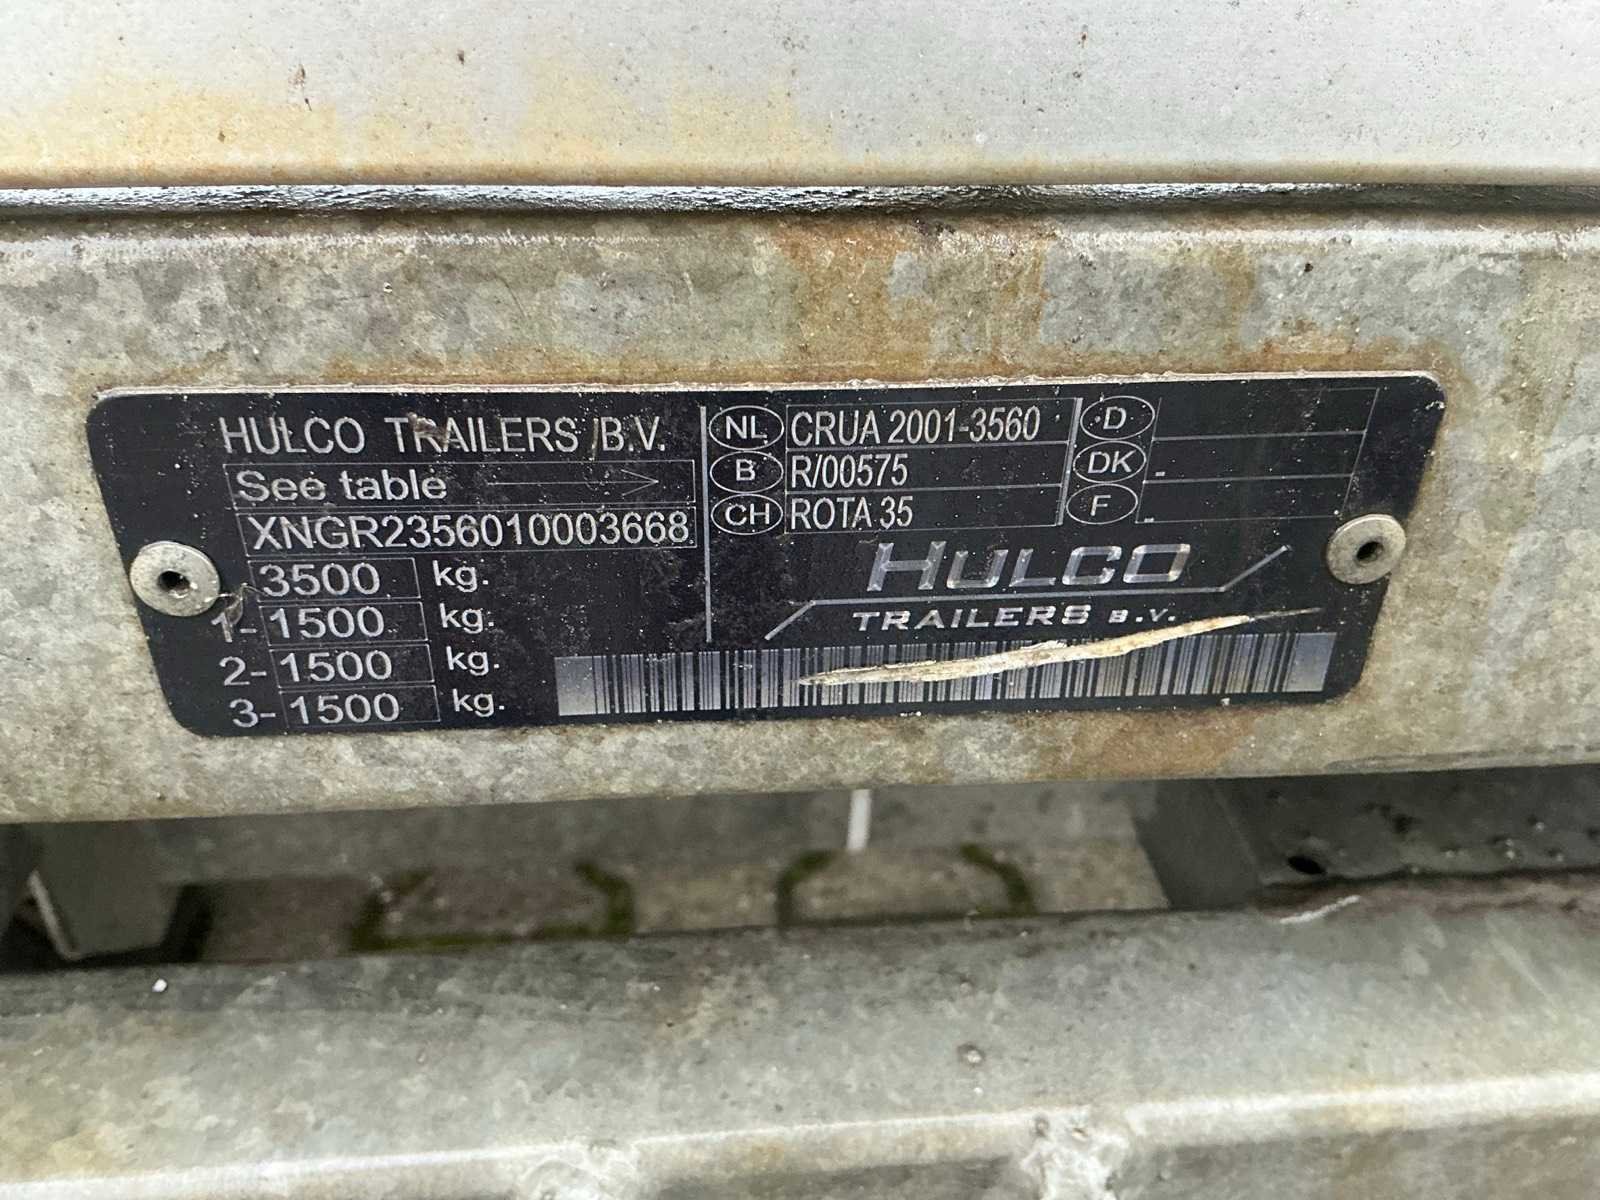 HULCO TRAILERS B.V.
See table
XNGR2356010003668
3500 kg.
1- 1500 kg.
2- 1500 kg.
3- 1500 kg.
NL CRUA 2001-3560
B R/00575
CH ROTA 35
D
DK -
F -
HULCO
TRAILERS B.V.